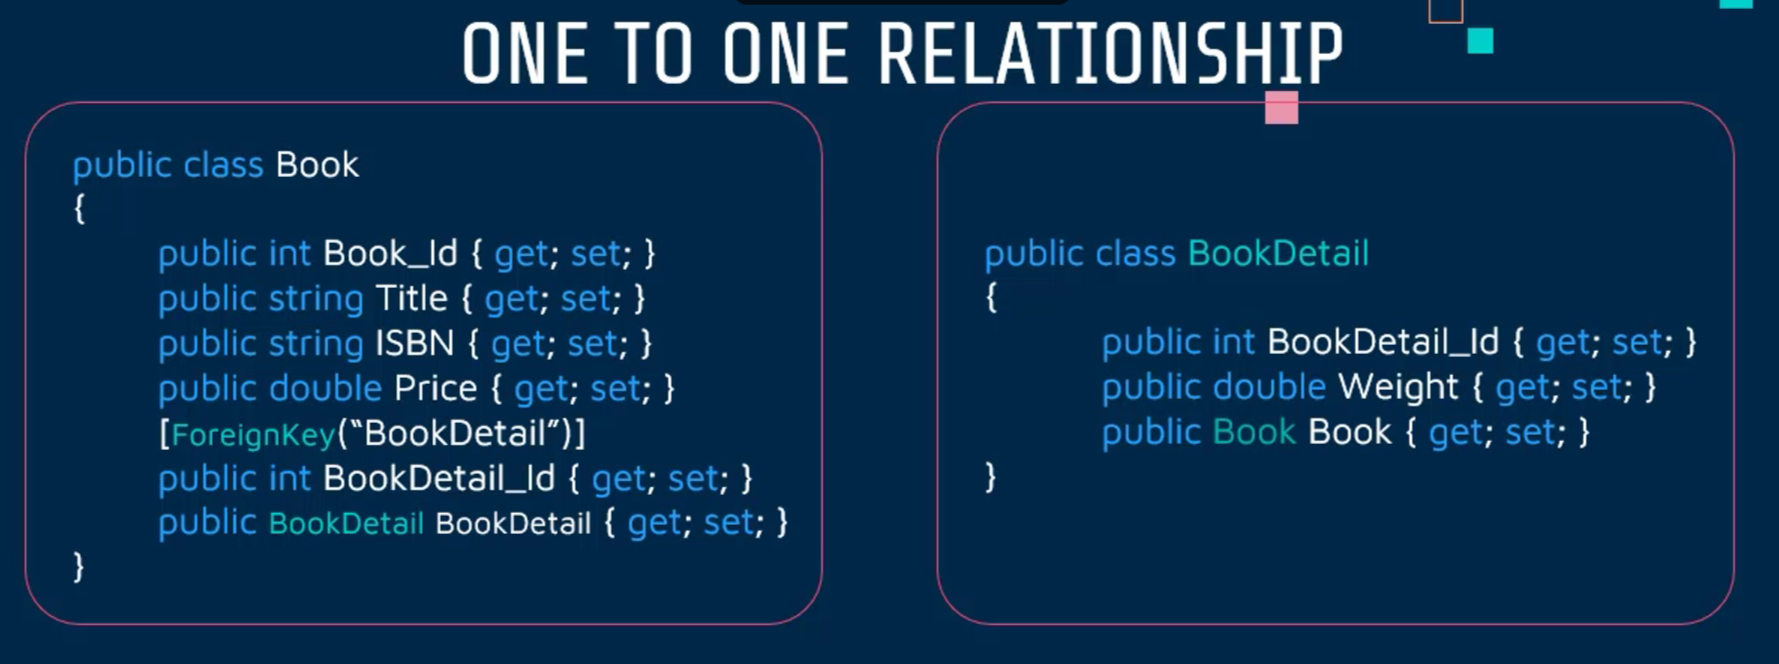 ONE TO ONE RELATIONSHIP
public class Book
{
public int Book_Id { get; set; }
public string Title { get; set; }
public string ISBN { get; set; }
public double Price { get; set; }
[ForeignKey(“BookDetail”)]
public int BookDetail_Id { get; set; }
public BookDetail BookDetail { get; set; }
}
public class BookDetail
{
public int BookDetail_Id { get; set; }
public double Weight { get; set; }
public Book Book { get; set; }
}